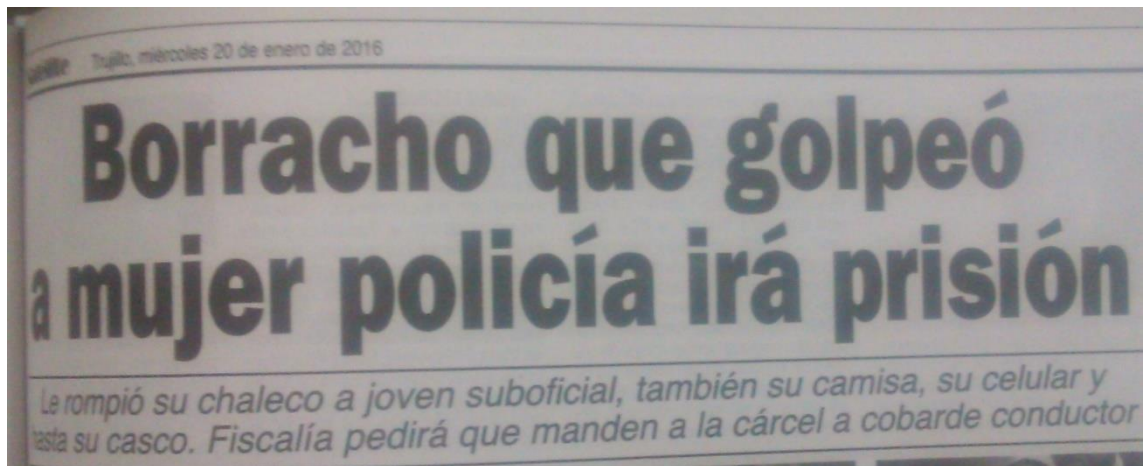 Trujillo, miércoles 20 de enero de 2016
Borracho que golpeó
a mujer policía irá prisión
Le rompió su chaleco a joven suboficial, también su camisa, su celular y
hasta su casco. Fiscalía pedirá que manden a la cárcel a cobarde conductor